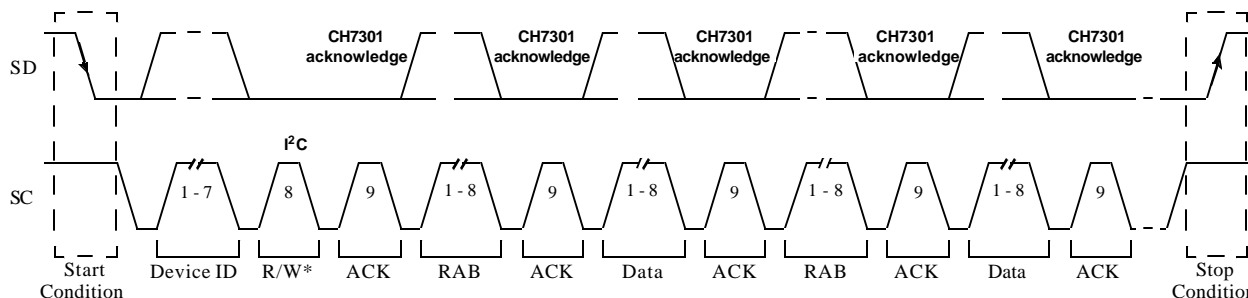 CH7301 CH7301 CH7301 CH7301 CH7301
acknowledge acknowledge acknowledge acknowledge acknowledge
SD
I²C
SC
1 - 7 8 9 1 - 8 9 1 - 8 9 1 - 8 9 1 - 8 9
Start Device ID R/W* ACK RAB ACK Data ACK RAB ACK Data ACK Stop
Condition Condition